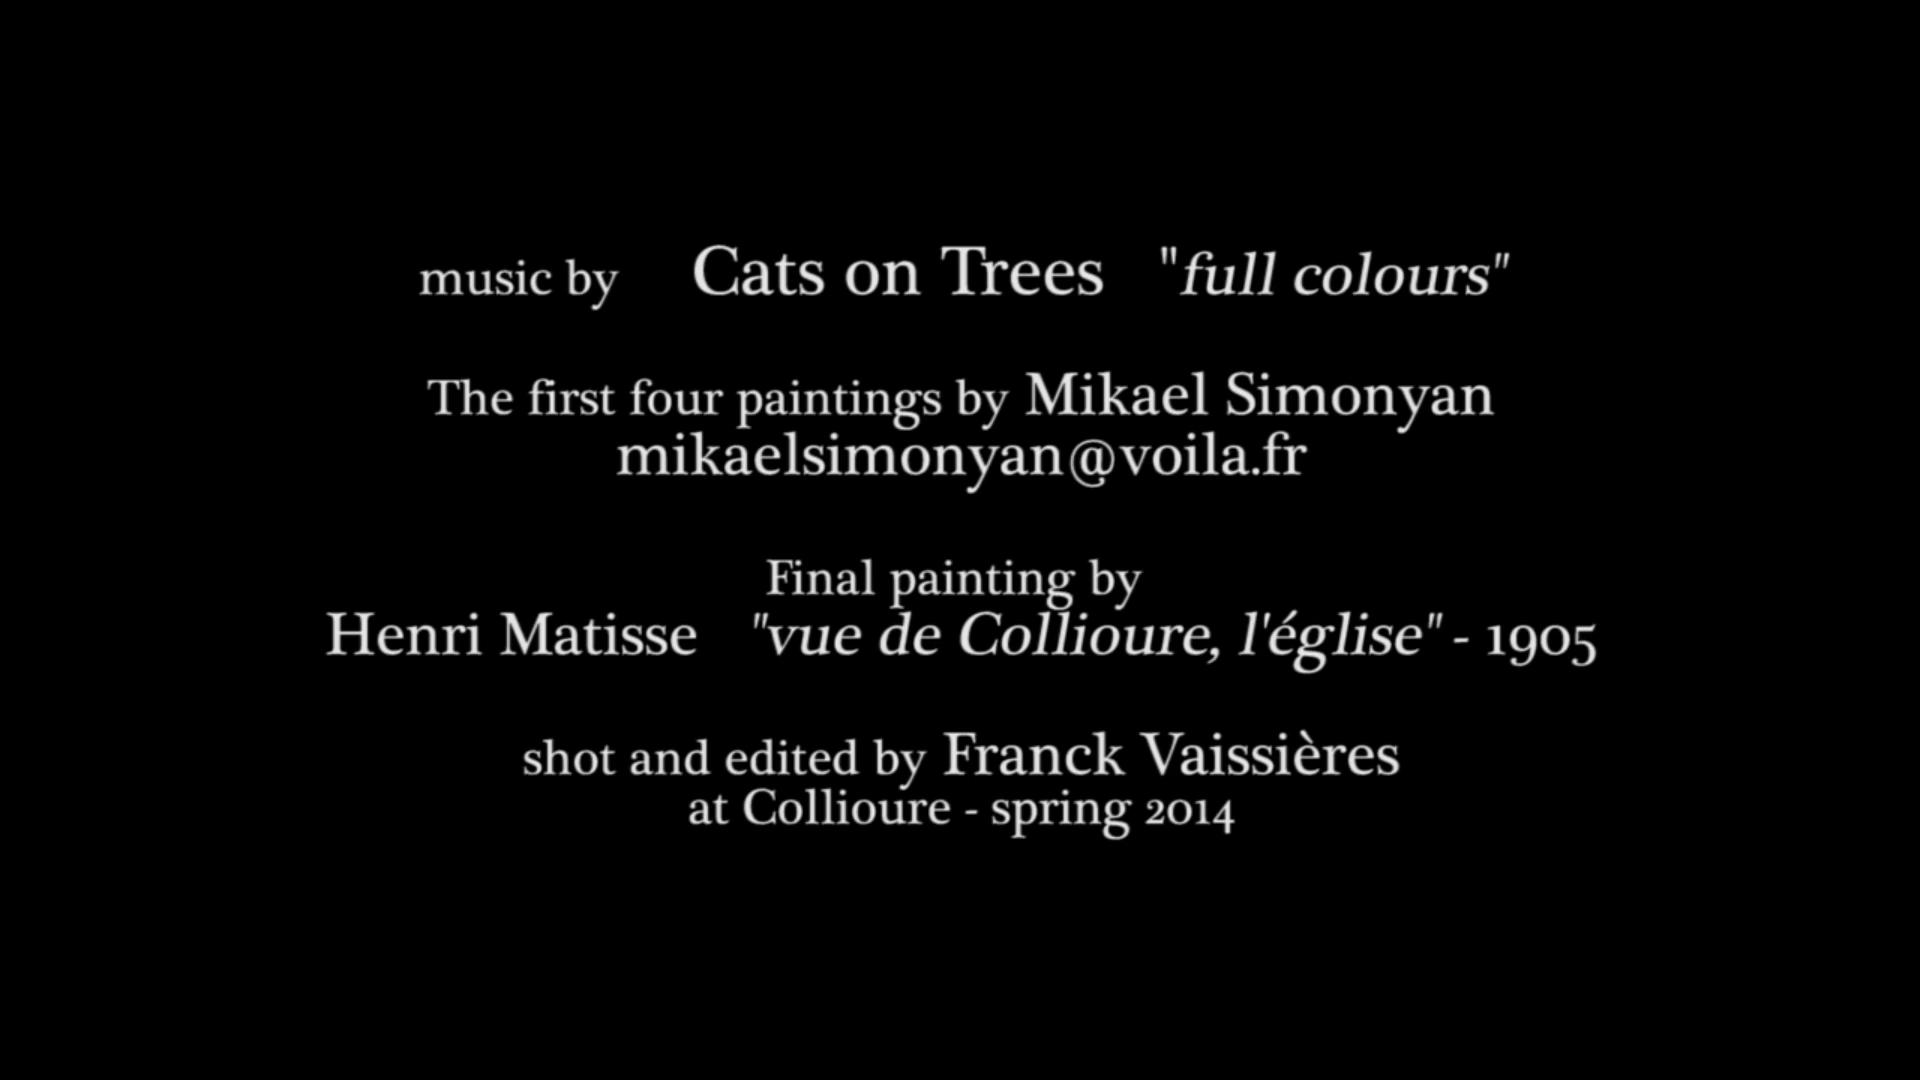 music by Cats on Trees "full colours"
The first four paintings by Mikael Simonyan
mikaelsimonyan@voila.fr
Final painting by
Henri Matisse "vue de Collioure, l'église" - 1905
shot and edited by Franck Vaissières
at Collioure - spring 2014